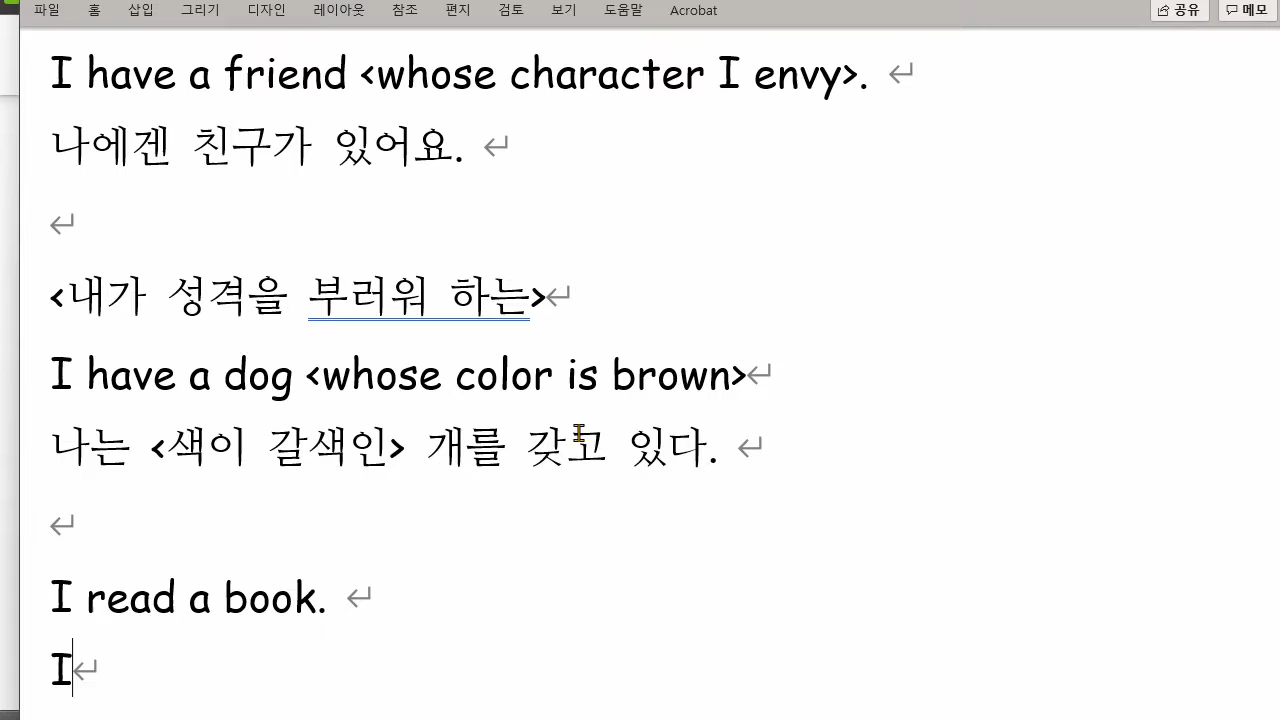 파일 홈 삽입 그리기 디자인 레이아웃 참조 편지 검토 보기 도움말 Acrobat 공유 메모
I have a friend <whose character I envy>.
나에겐 친구가 있어요.
<내가 성격을 부러워 하는>
I have a dog <whose color is brown>
나는 <색이 갈색인> 개를 갖고 있다.
I read a book.
I